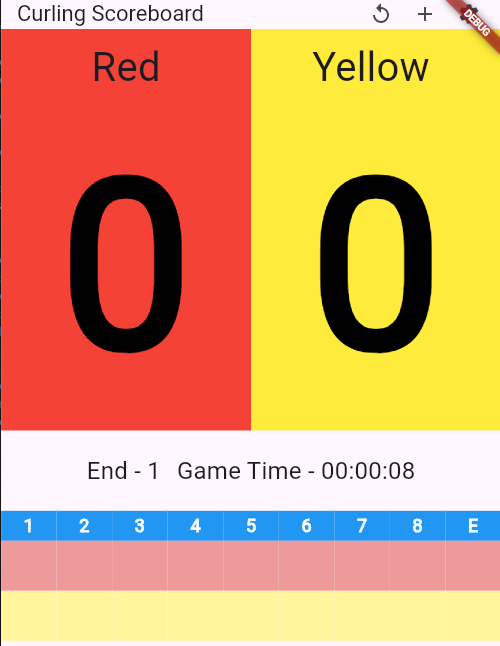 Curling Scoreboard
DEBUG
Red Yellow
0 0
End - 1 Game Time - 00:00:08
1 2 3 4 5 6 7 8 E